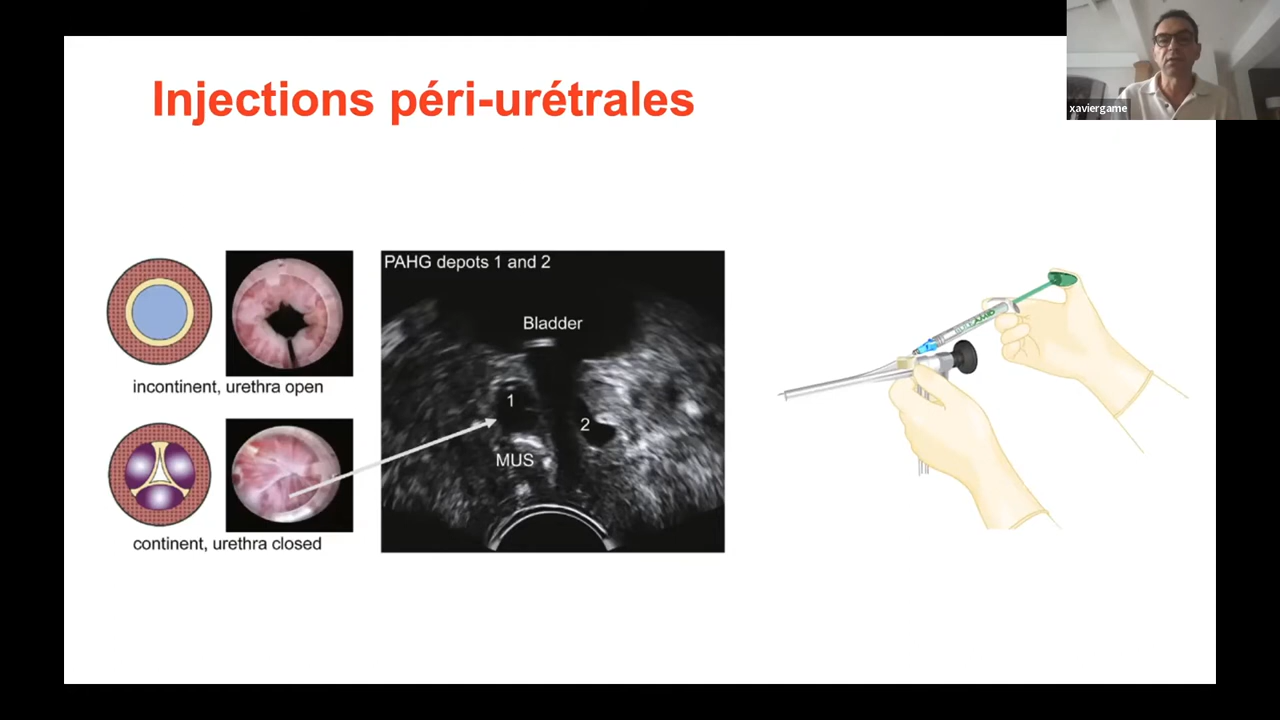 Injections péri-urétrales
xaviergame
PAHG depots 1 and 2
Bladder
incontinent, urethra open
1
2
MUS
continent, urethra closed